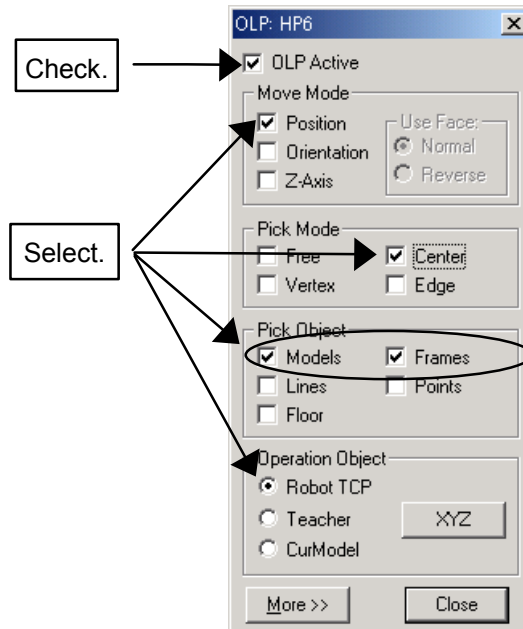 OLP: HP6
Check.
OLP Active
Move Mode
Position
Use Face:
Orientation
Normal
Z-Axis
Reverse
Select.
Pick Mode
Free
Center
Vertex
Edge
Pick Object
Models
Frames
Lines
Points
Floor
Operation Object
Robot TCP
Teacher
XYZ
CurModel
More >>
Close